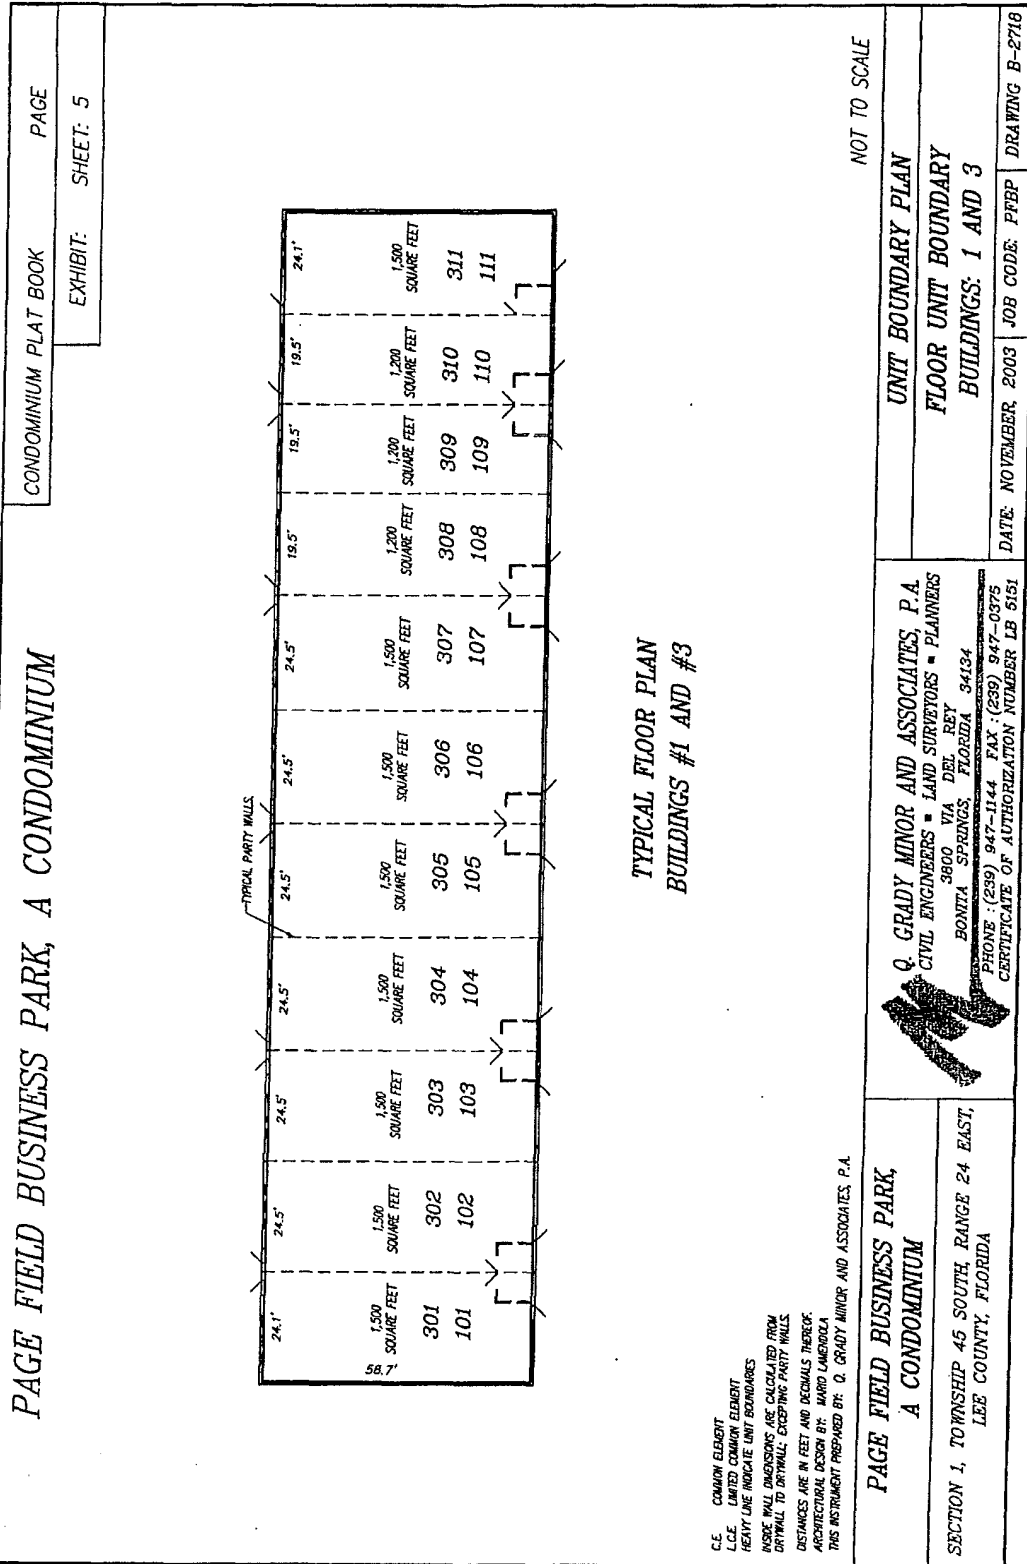 PAGE FIELD BUSINESS PARK, A CONDOMINIUM
CONDOMINIUM PLAT BOOK PAGE
EXHIBIT: SHEET: 5
TYPICAL PARTY WALLS
24.1' 24.5' 24.5' 24.5' 24.5' 24.5' 24.5' 19.5' 19.5' 19.5' 24.1'
58.7'
1,500 1,500 1,500 1,500 1,500 1,500 1,500 1,200 1,200 1,200 1,500
SQUARE FEET SQUARE FEET SQUARE FEET SQUARE FEET SQUARE FEET SQUARE FEET SQUARE FEET SQUARE FEET SQUARE FEET SQUARE FEET SQUARE FEET
301 302 303 304 305 306 307 308 309 310 311
101 102 103 104 105 106 107 108 109 110 111
TYPICAL FLOOR PLAN
BUILDINGS #1 AND #3
C.E. COMMON ELEMENT
L.C.E. LIMITED COMMON ELEMENT
HEAVY LINE INDICATE UNIT BOUNDARIES
INSIDE WALL DIMENSIONS ARE CALCULATED FROM
DRYWALL TO DRYWALL; EXCEPTING PARTY WALLS.
DISTANCES ARE IN FEET AND DECIMALS THEREOF.
ARCHITECTURAL DESIGN BY: MARIO LAMENDOLA
THIS INSTRUMENT PREPARED BY: Q. GRADY MINOR AND ASSOCIATES, P.A.
NOT TO SCALE
PAGE FIELD BUSINESS PARK,
A CONDOMINIUM
SECTION 1, TOWNSHIP 45 SOUTH, RANGE 24 EAST,
LEE COUNTY, FLORIDA
Q. GRADY MINOR AND ASSOCIATES, P.A.
CIVIL ENGINEERS ▪ LAND SURVEYORS ▪ PLANNERS
3800 VIA DEL REY
BONITA SPRINGS, FLORIDA 34134
PHONE : (239) 947-1144 FAX : (239) 947-0375
CERTIFICATE OF AUTHORIZATION NUMBER LB 5151
UNIT BOUNDARY PLAN
FLOOR UNIT BOUNDARY
BUILDINGS: 1 AND 3
DATE: NOVEMBER, 2003 JOB CODE: PFBP DRAWING B-2718